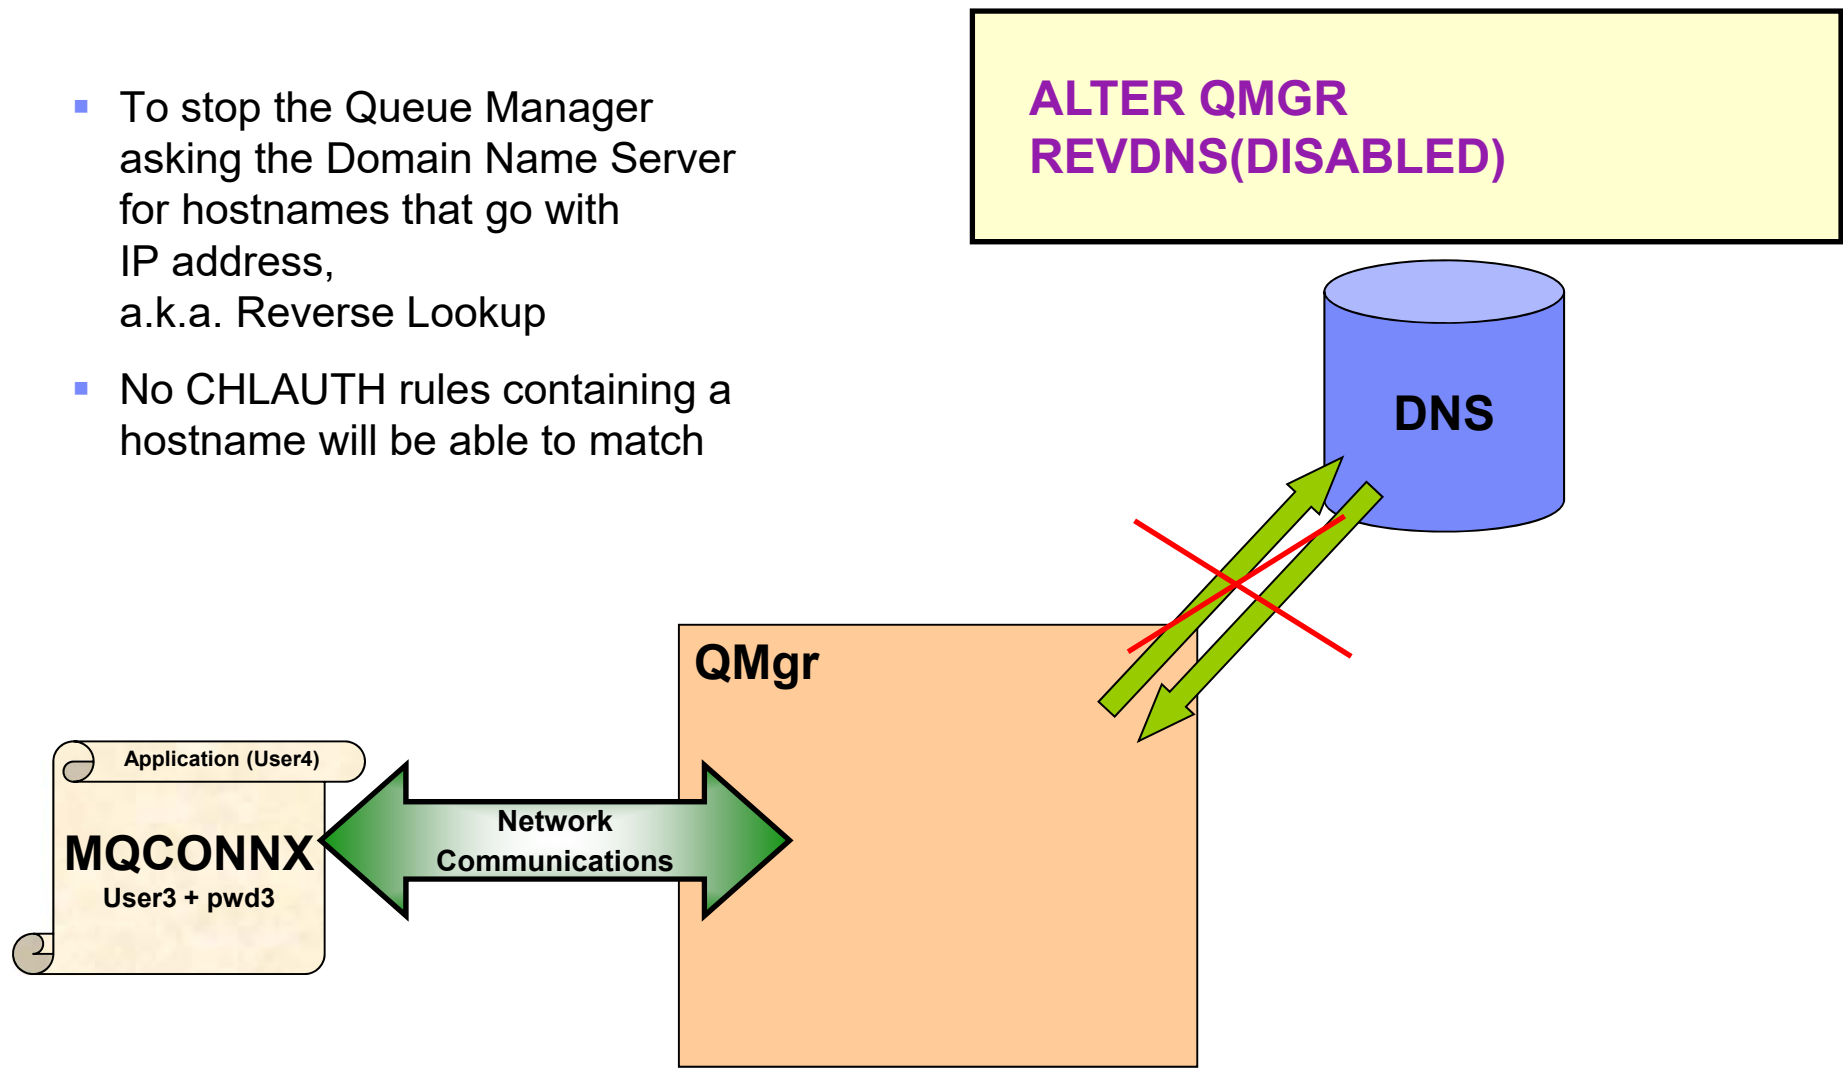 To stop the Queue Manager
asking the Domain Name Server
for hostnames that go with
IP address,
a.k.a. Reverse Lookup
No CHLAUTH rules containing a
hostname will be able to match
ALTER QMGR
REVDNS(DISABLED)
DNS
QMgr
Application (User4)
MQCONNX
User3 + pwd3
Network
Communications